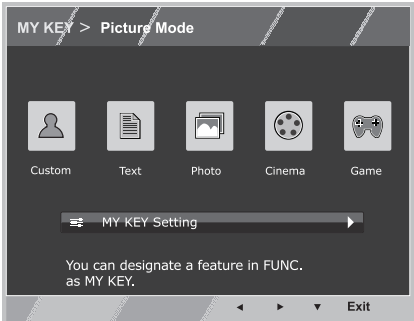 MY KEY > Picture Mode
Custom Text Photo Cinema Game
MY KEY Setting
You can designate a feature in FUNC.
as MY KEY.
Exit